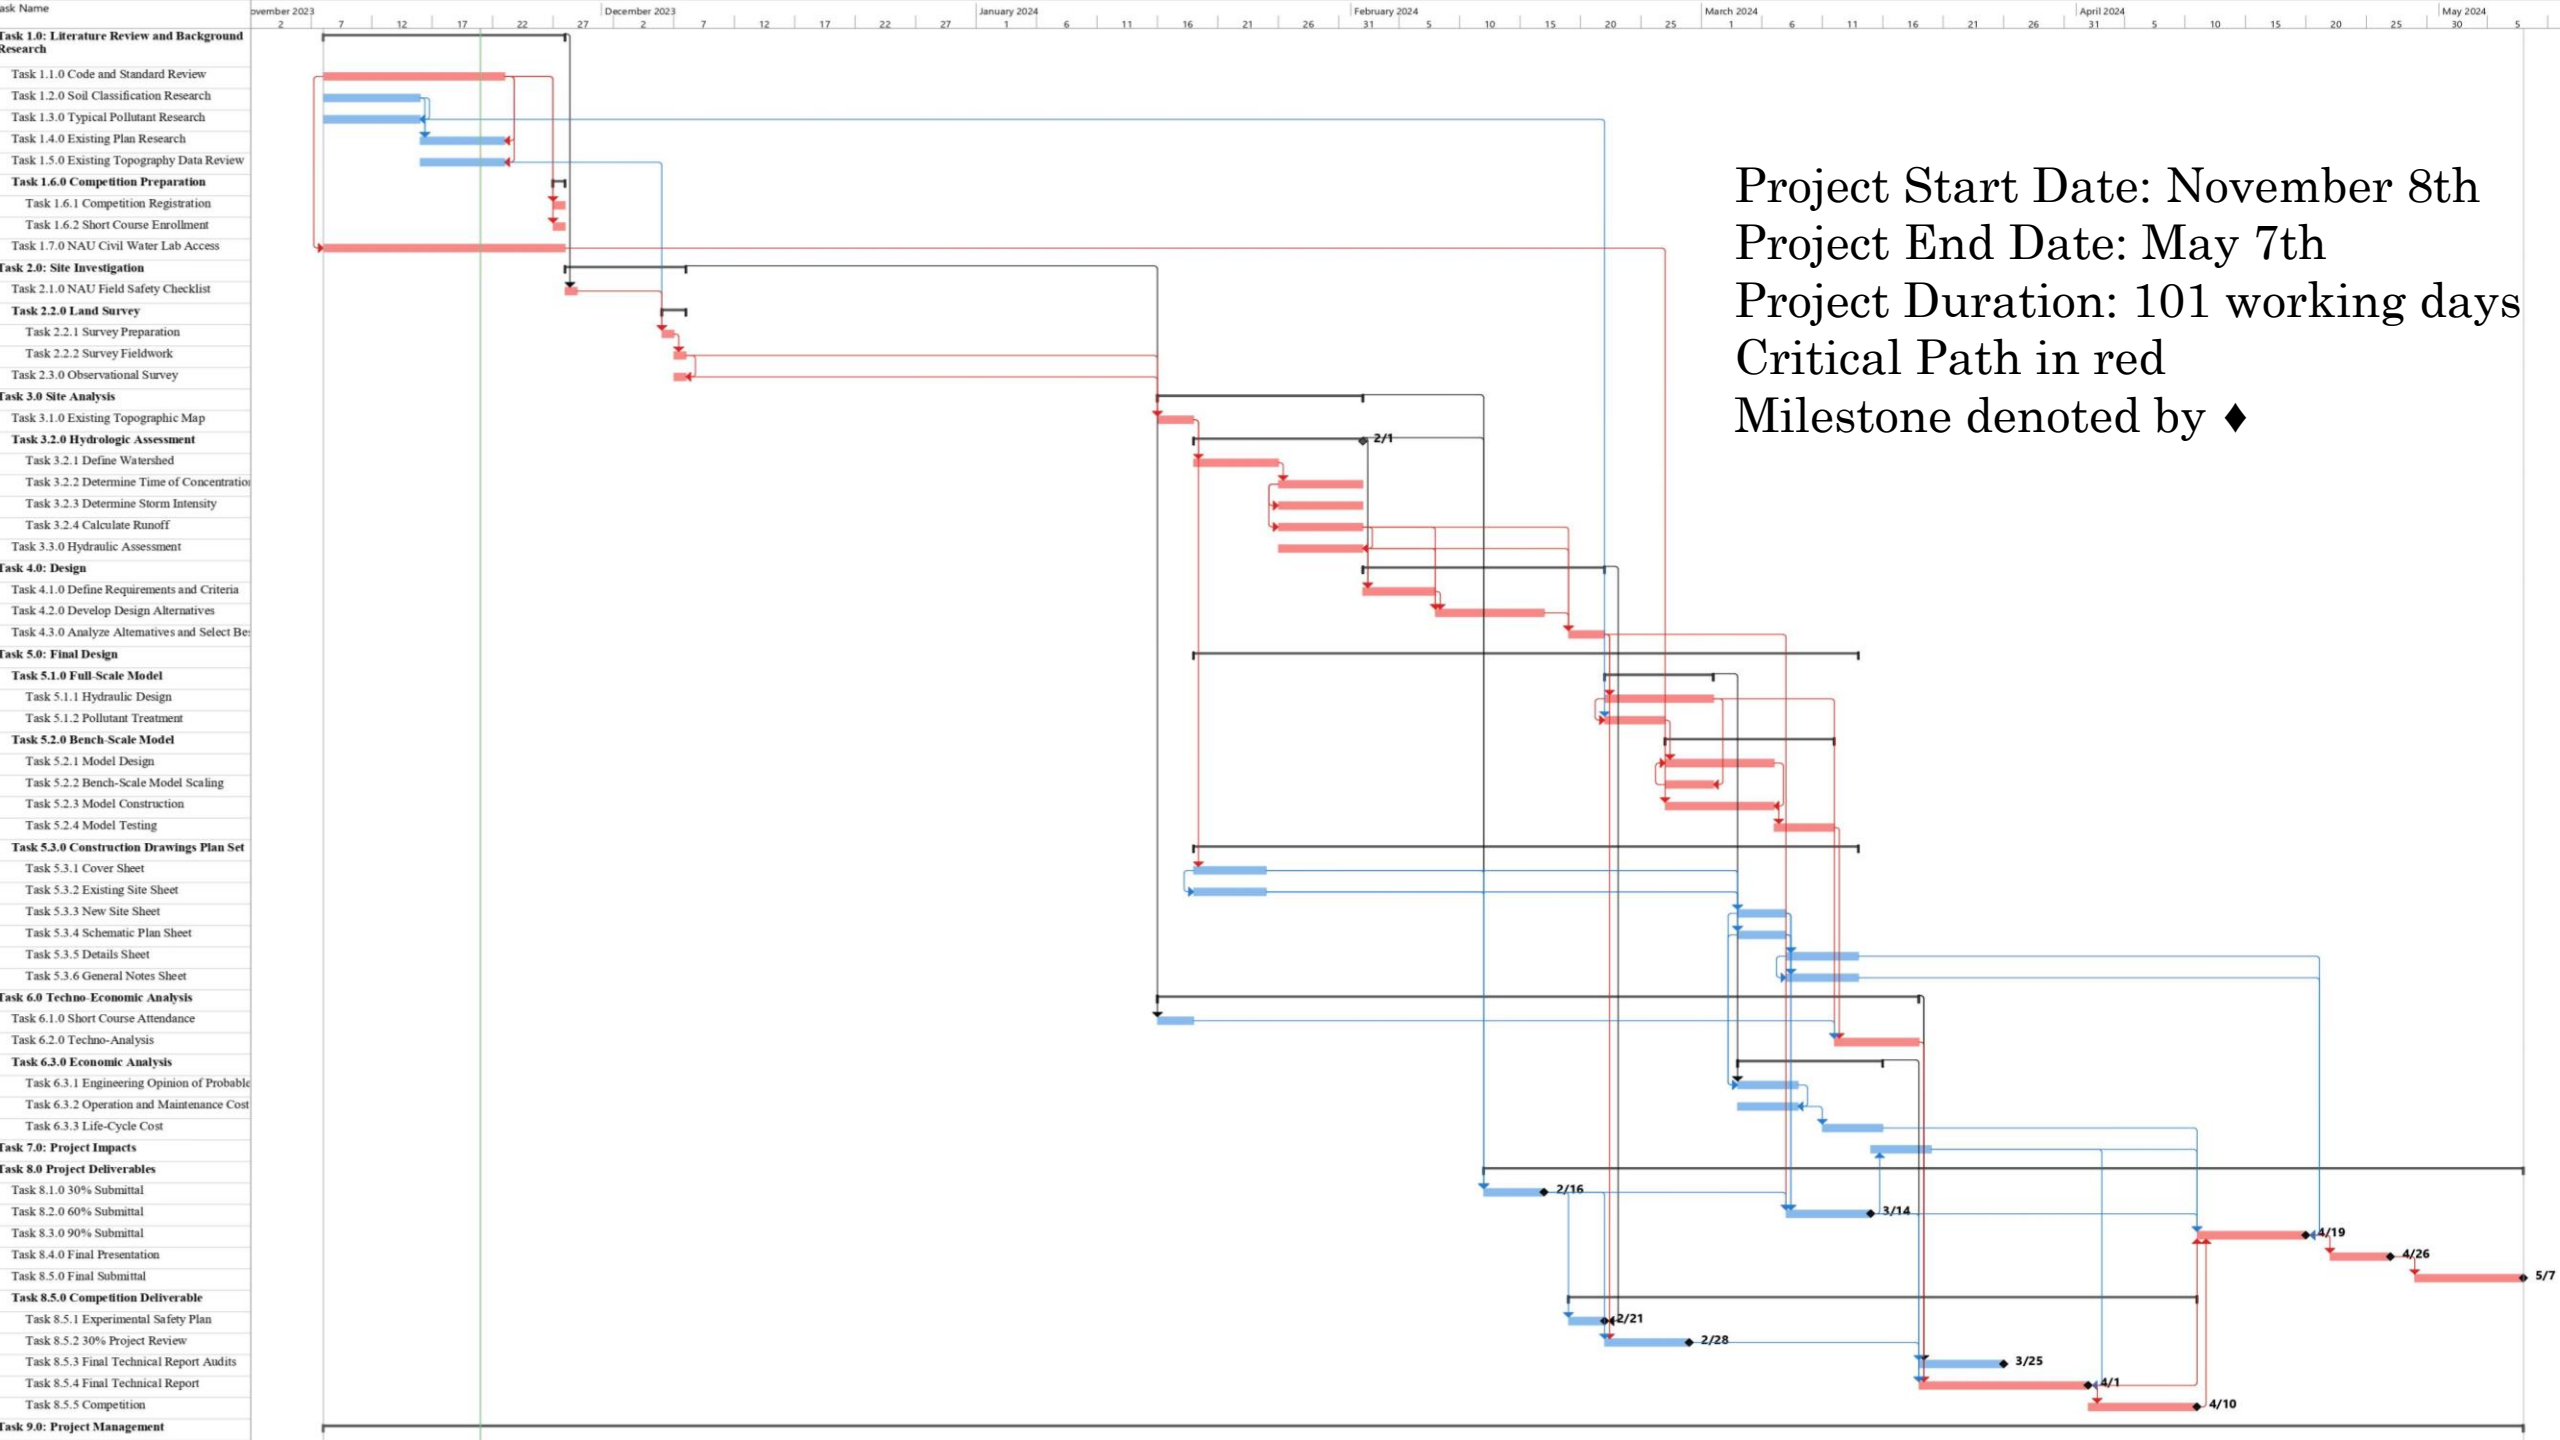 ask Name
ovember 2023 December 2023 January 2024 February 2024 March 2024 April 2024 May 2024
2 7 12 17 22 27 2 7 12 17 22 27 1 6 11 16 21 26 31 5 10 15 20 25 1 6 11 16 21 26 31 5 10 15 20 25 30 5
Task 1.0: Literature Review and Background
Research
Task 1.1.0 Code and Standard Review
Task 1.2.0 Soil Classification Research
Task 1.3.0 Typical Pollutant Research
Task 1.4.0 Existing Plan Research
Task 1.5.0 Existing Topography Data Review
Task 1.6.0 Competition Preparation
Task 1.6.1 Competition Registration
Task 1.6.2 Short Course Enrollment
Task 1.7.0 NAU Civil Water Lab Access
Task 2.0: Site Investigation
Task 2.1.0 NAU Field Safety Checklist
Task 2.2.0 Land Survey
Task 2.2.1 Survey Preparation
Task 2.2.2 Survey Fieldwork
Task 2.3.0 Observational Survey
Task 3.0 Site Analysis
Task 3.1.0 Existing Topographic Map
Task 3.2.0 Hydrologic Assessment
2/1
Task 3.2.1 Define Watershed
Task 3.2.2 Determine Time of Concentratio
Task 3.2.3 Determine Storm Intensity
Task 3.2.4 Calculate Runoff
Task 3.3.0 Hydraulic Assessment
Task 4.0: Design
Task 4.1.0 Define Requirements and Criteria
Task 4.2.0 Develop Design Alternatives
Task 4.3.0 Analyze Alternatives and Select Be
Task 5.0: Final Design
Task 5.1.0 Full-Scale Model
Task 5.1.1 Hydraulic Design
Task 5.1.2 Pollutant Treatment
Task 5.2.0 Bench-Scale Model
Task 5.2.1 Model Design
Task 5.2.2 Bench-Scale Model Scaling
Task 5.2.3 Model Construction
Task 5.2.4 Model Testing
Task 5.3.0 Construction Drawings Plan Set
Task 5.3.1 Cover Sheet
Task 5.3.2 Existing Site Sheet
Task 5.3.3 New Site Sheet
Task 5.3.4 Schematic Plan Sheet
Task 5.3.5 Details Sheet
Task 5.3.6 General Notes Sheet
Task 6.0 Techno-Economic Analysis
Task 6.1.0 Short Course Attendance
Task 6.2.0 Techno-Analysis
Task 6.3.0 Economic Analysis
Task 6.3.1 Engineering Opinion of Probable
Task 6.3.2 Operation and Maintenance Cost
Task 6.3.3 Life-Cycle Cost
Task 7.0: Project Impacts
Task 8.0 Project Deliverables
Task 8.1.0 30% Submittal
2/16
Task 8.2.0 60% Submittal
3/14
Task 8.3.0 90% Submittal
4/19
Task 8.4.0 Final Presentation
4/26
Task 8.5.0 Final Submittal
5/7
Task 8.5.0 Competition Deliverable
Task 8.5.1 Experimental Safety Plan
2/21
Task 8.5.2 30% Project Review
2/28
Task 8.5.3 Final Technical Report Audits
3/25
Task 8.5.4 Final Technical Report
4/1
Task 8.5.5 Competition
4/10
Task 9.0: Project Management
Project Start Date: November 8th
Project End Date: May 7th
Project Duration: 101 working days
Critical Path in red
Milestone denoted by ♦